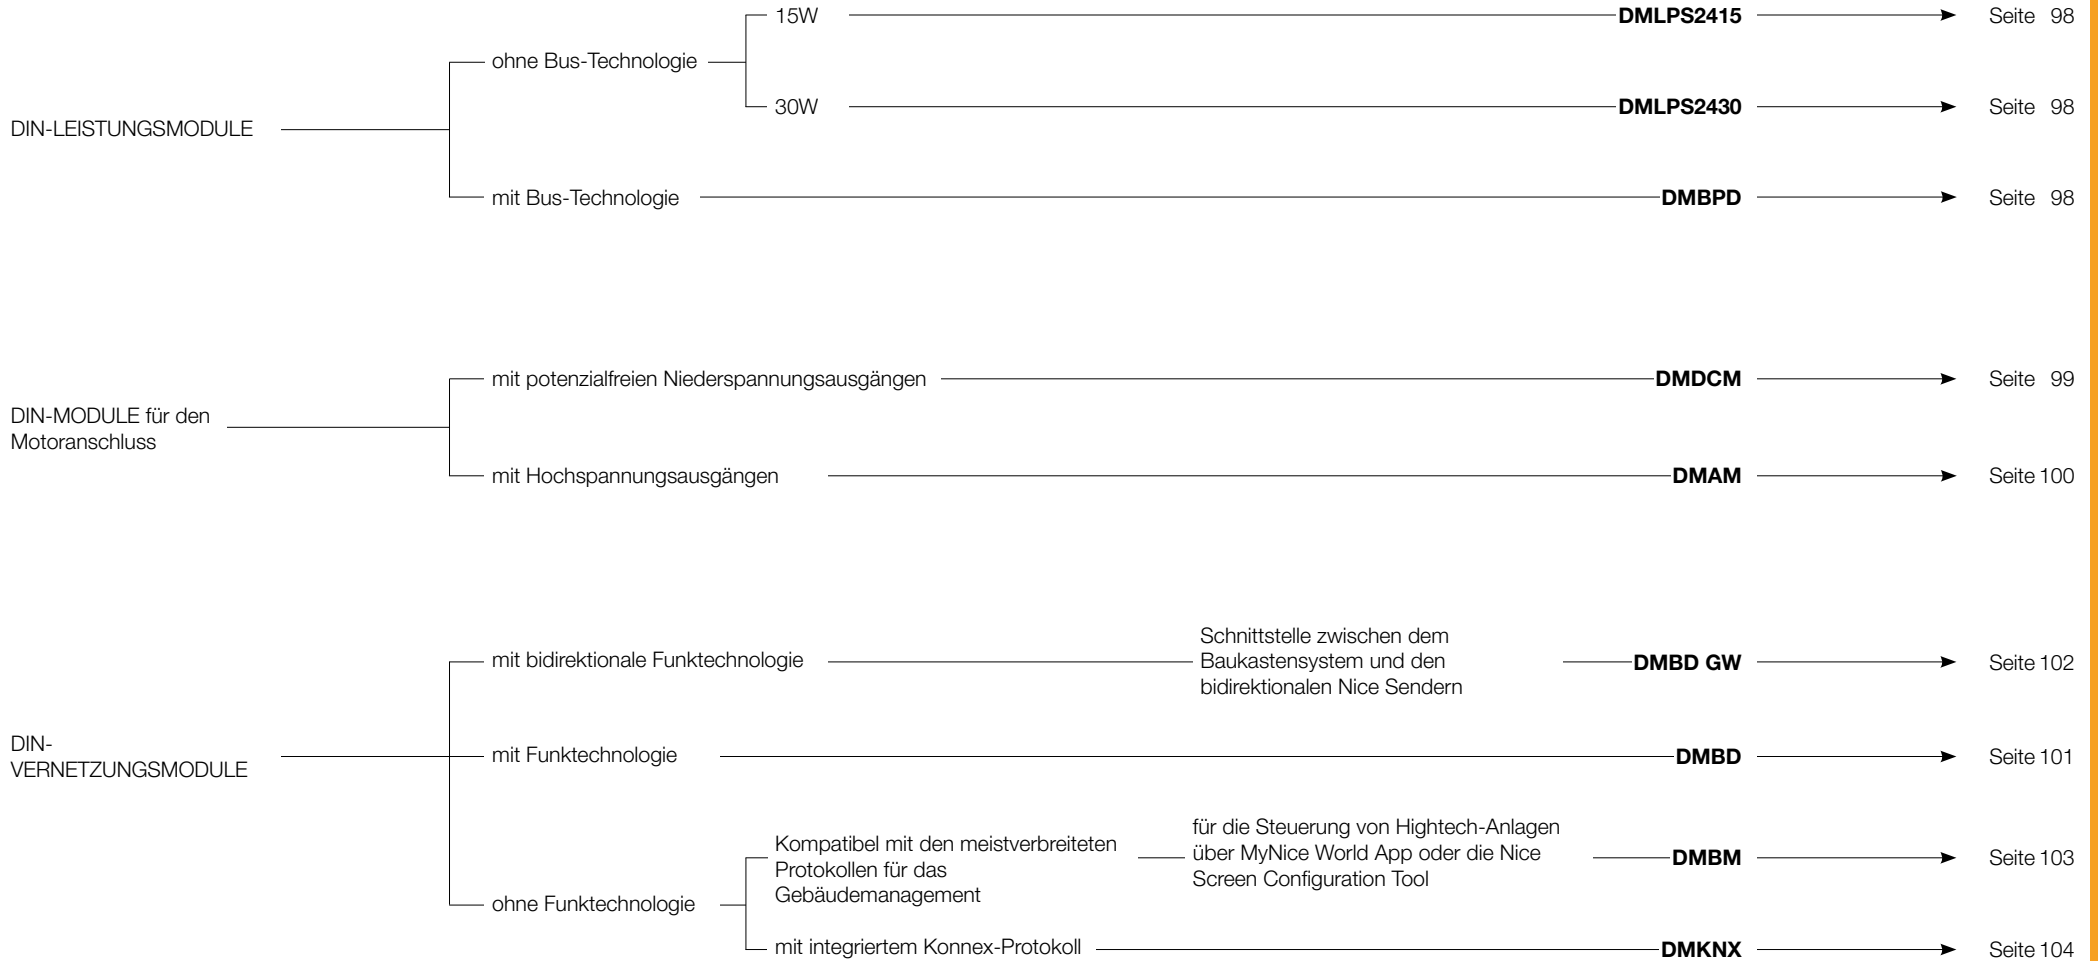 15W DMLPS2415 Seite 98
ohne Bus-Technologie
30W DMLPS2430 Seite 98
DIN-LEISTUNGSMODULE
mit Bus-Technologie DMBPD Seite 98
mit potenzialfreien Niederspannungsausgängen DMDCM Seite 99
DIN-MODULE für den
Motoranschluss
mit Hochspannungsausgängen DMAM Seite 100
mit bidirektionale Funktechnologie
Schnittstelle zwischen dem
Baukastensystem und den
bidirektionalen Nice Sendern
DMBD GW Seite 102
DIN-
VERNETZUNGSMODULE
mit Funktechnologie DMBD Seite 101
ohne Funktechnologie
Kompatibel mit den meistverbreiteten
Protokollen für das
Gebäudemanagement
für die Steuerung von Hightech-Anlagen
über MyNice World App oder die Nice
Screen Configuration Tool
DMBM Seite 103
mit integriertem Konnex-Protokoll DMKNX Seite 104